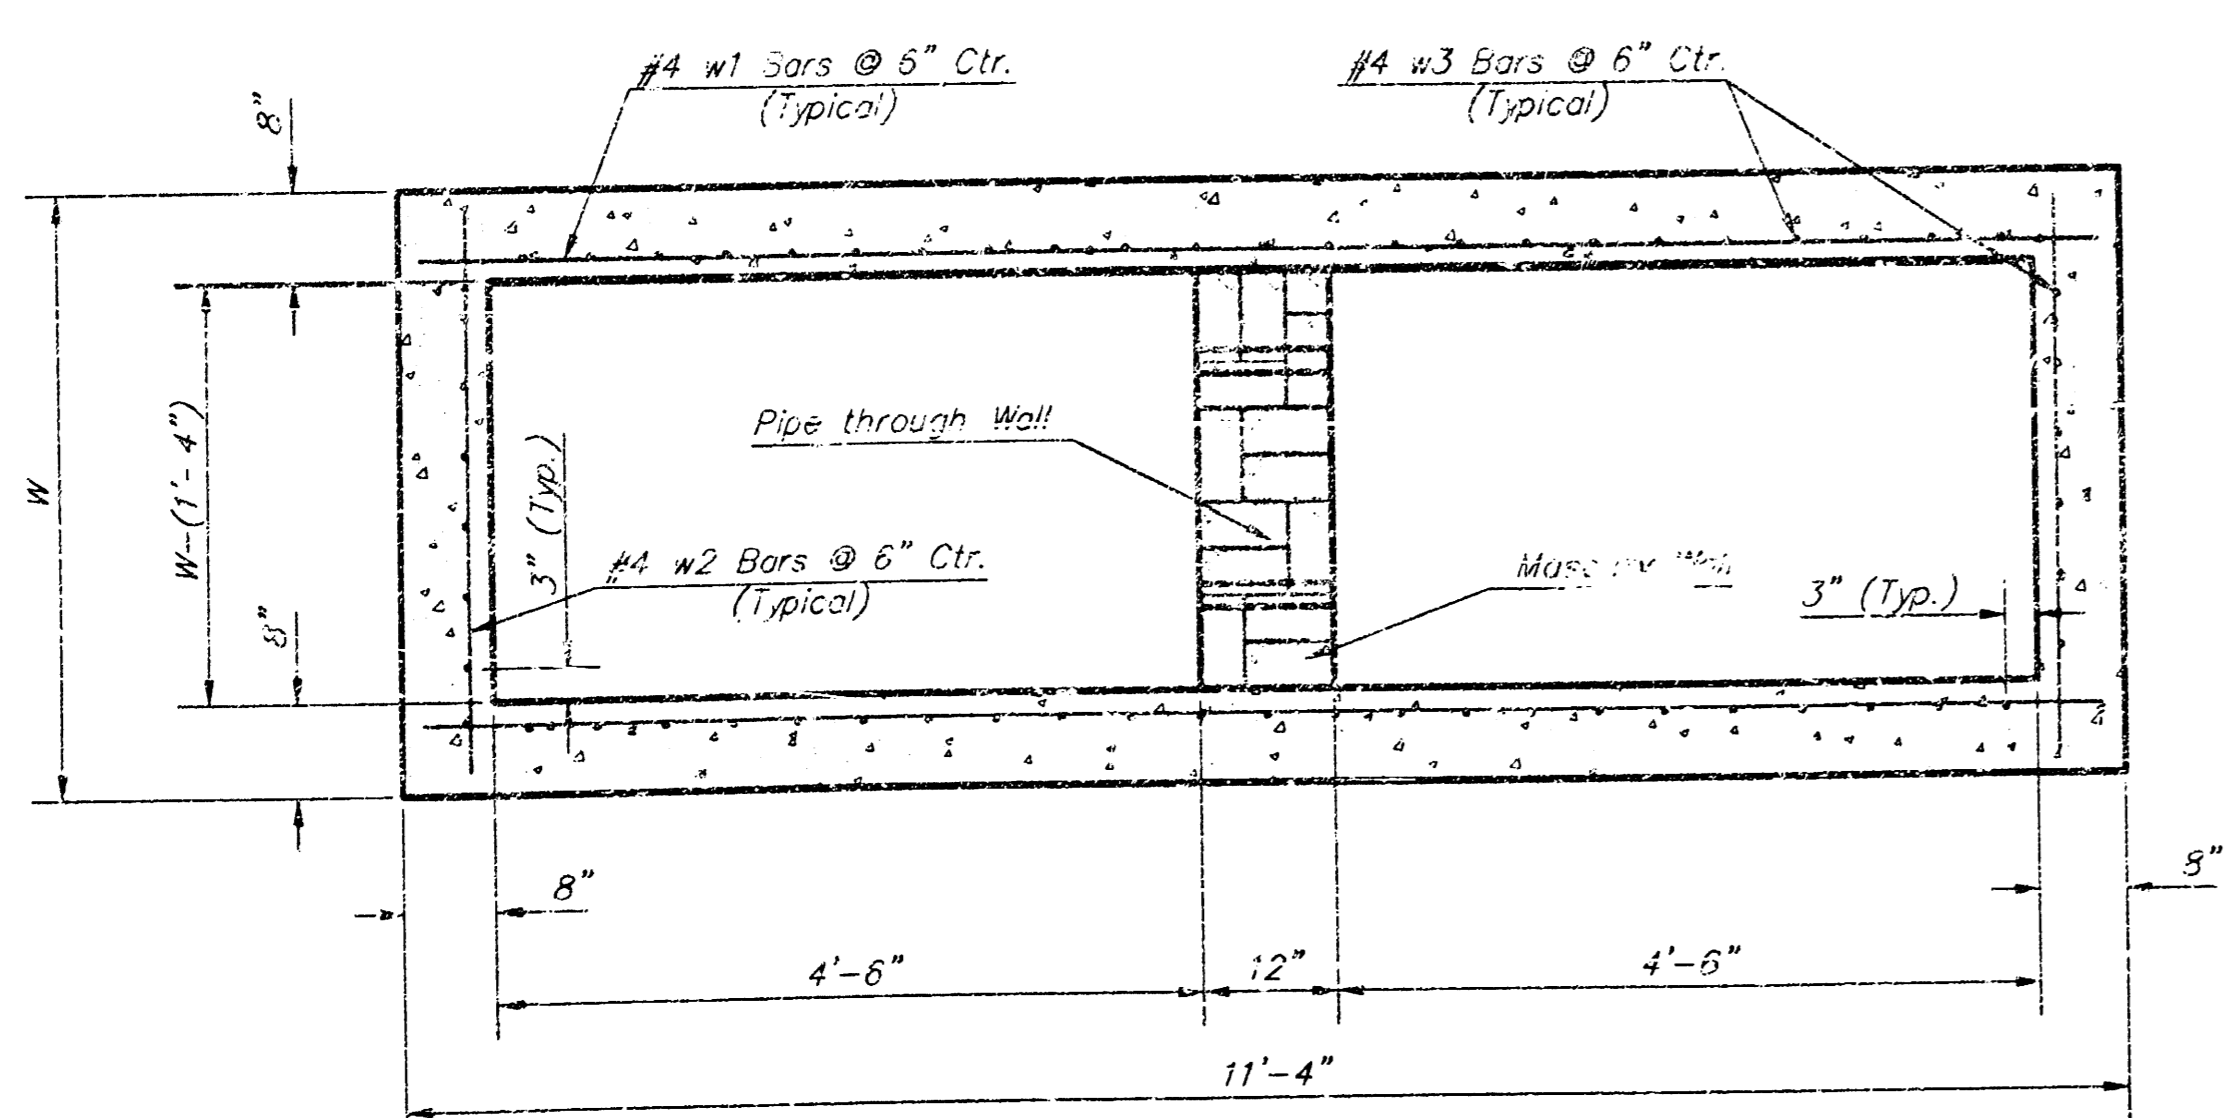 #4 w1 Bars @ 6" Ctr.
(Typical)
#4 w3 Bars @ 6" Ctr.
(Typical)
8"
W
W-(1'-4")
8"
Pipe through Wall
3" (Typ.)
#4 w2 Bars @ 6" Ctr.
(Typical)
Masonry Wall
3" (Typ.)
8"
8"
4'-6"
12"
4'-6"
11'-4"